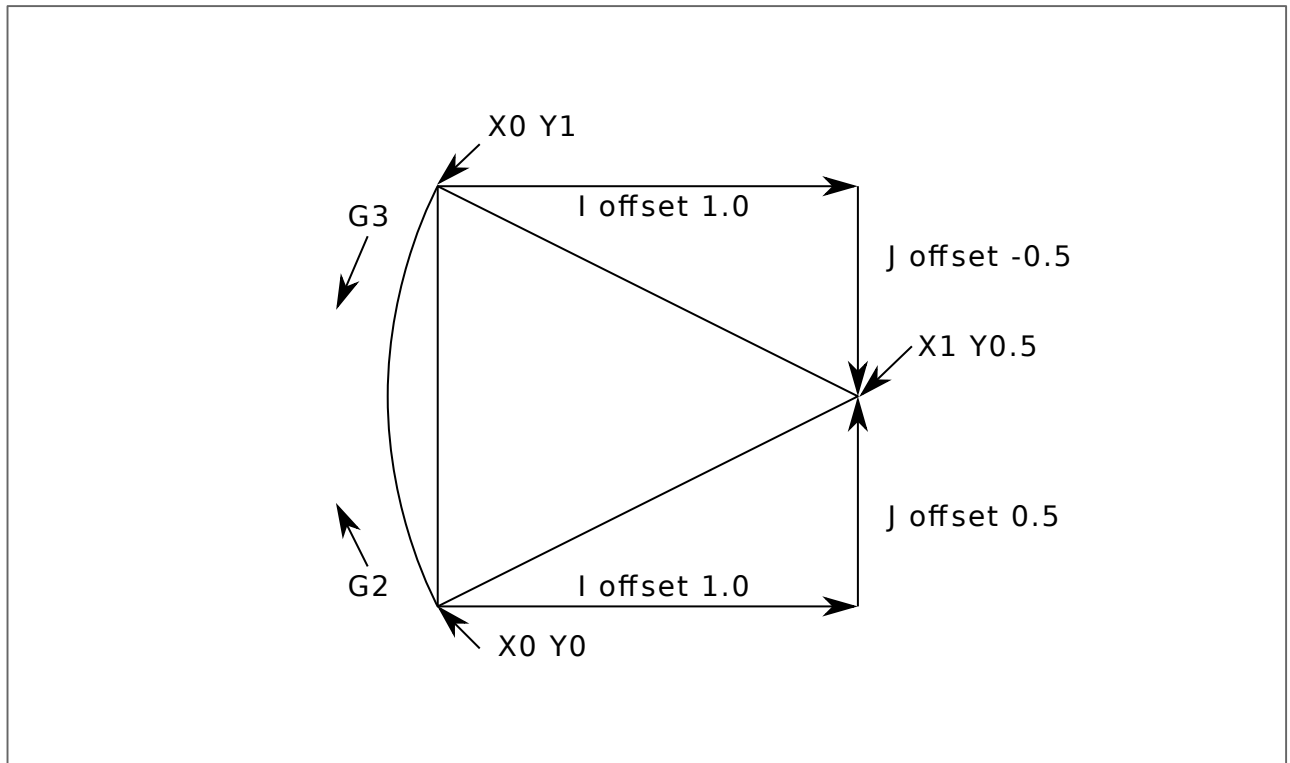 X0 Y1
G3
I offset 1.0
J offset -0.5
X1 Y0.5
J offset 0.5
G2
I offset 1.0
X0 Y0